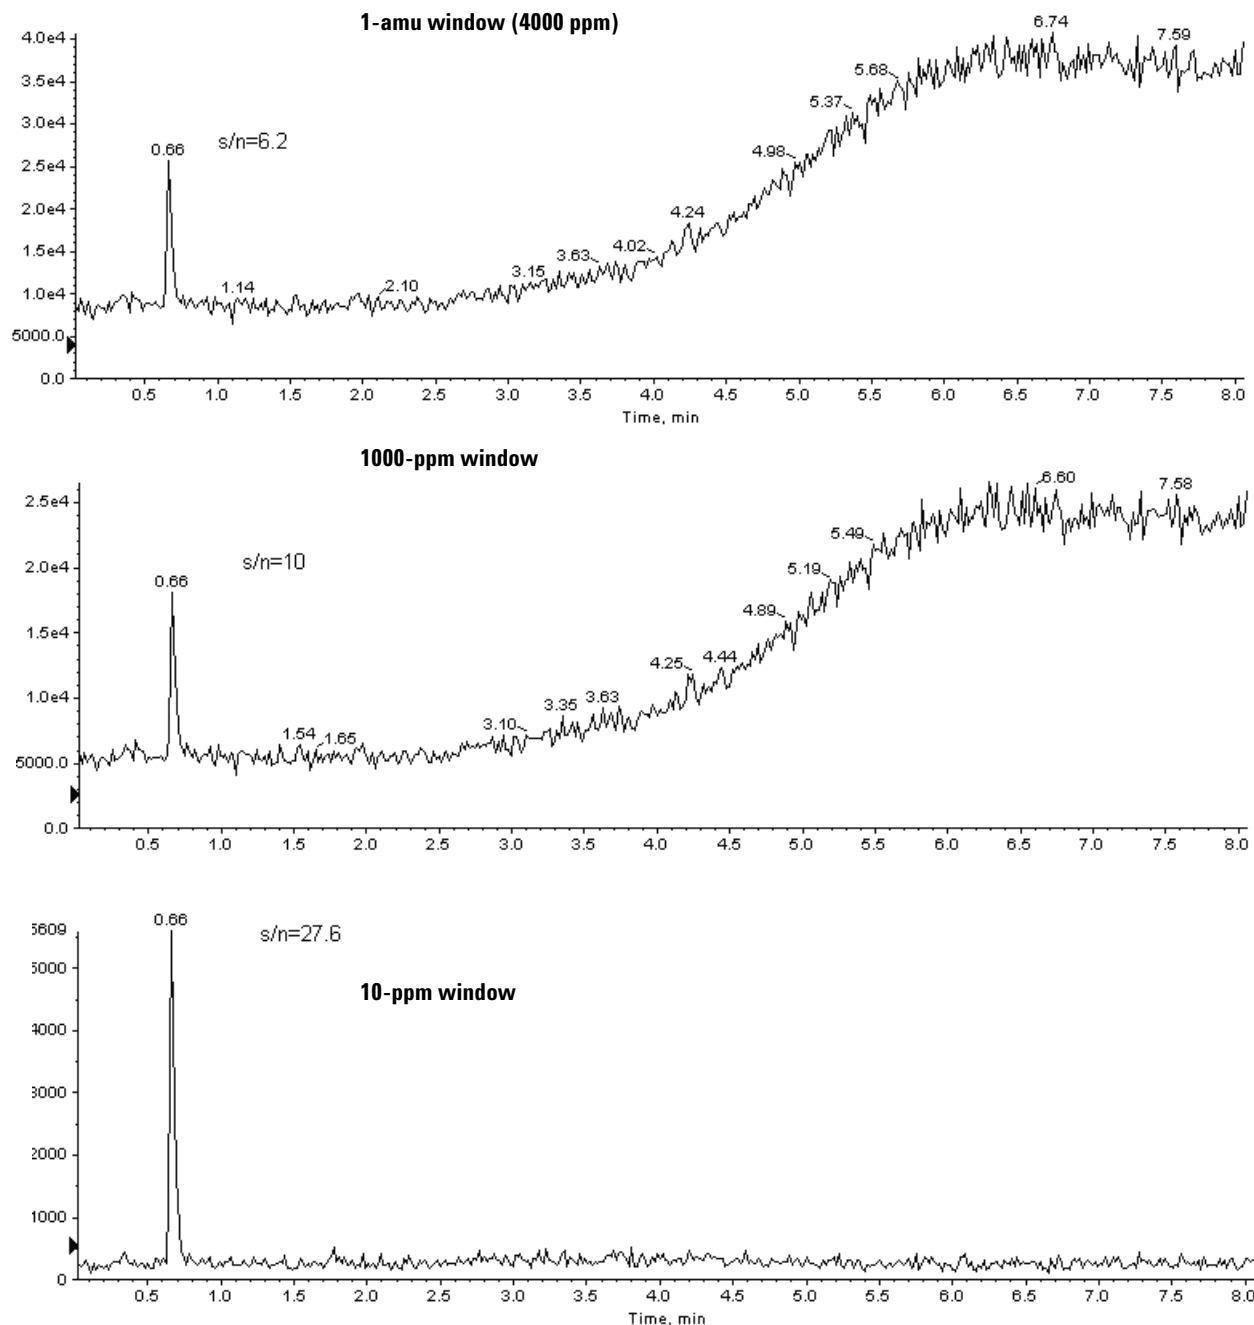 1-amu window (4000 ppm)
4.0e4
3.5e4
3.0e4
2.5e4
2.0e4
1.5e4
1.0e4
5000.0
0.0
s/n=6.2
0.66
1.14
2.10
3.15
3.63
4.02
4.24
4.98
5.37
5.68
6.74
7.59
0.5 1.0 1.5 2.0 2.5 3.0 3.5 4.0 4.5 5.0 5.5 6.0 6.5 7.0 7.5 8.0
Time, min
1000-ppm window
2.5e4
2.0e4
1.5e4
1.0e4
5000.0
0.0
s/n=10
0.66
1.54
1.65
3.10
3.35
3.63
4.25
4.44
4.89
5.19
5.49
6.60
7.58
0.5 1.0 1.5 2.0 2.5 3.0 3.5 4.0 4.5 5.0 5.5 6.0 6.5 7.0 7.5 8.0
0.66
5609
s/n=27.6
5000
10-ppm window
4000
3000
2000
1000
0
0.5 1.0 1.5 2.0 2.5 3.0 3.5 4.0 4.5 5.0 5.5 6.0 6.5 7.0 7.5 8.0
Time, min